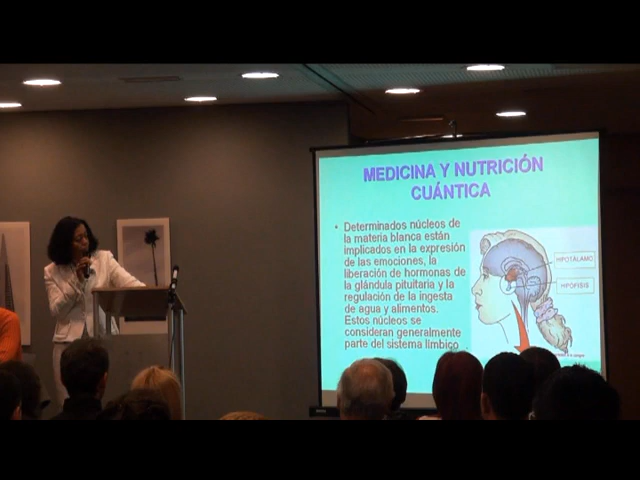 MEDICINA Y NUTRICIÓN
CUÁNTICA
• Determinados núcleos de
la materia blanca están
implicados en la expresión
de las emociones, la
liberación de hormonas de
la glándula pituitaria y la
regulación de la ingesta
de agua y alimentos.
Estos núcleos se
consideran generalmente
parte del sistema límbico
HIPOTÁLAMO
HIPÓFISIS